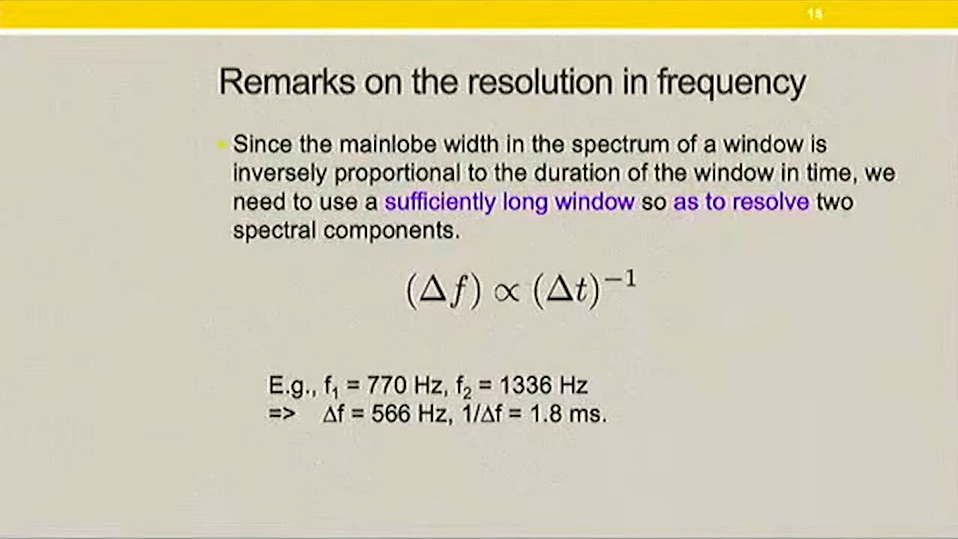 18
Remarks on the resolution in frequency
Since the mainlobe width in the spectrum of a window is
inversely proportional to the duration of the window in time, we
need to use a sufficiently long window so as to resolve two
spectral components.
(Δf) ∝ (Δt)⁻¹
E.g., f₁ = 770 Hz, f₂ = 1336 Hz
=> Δf = 566 Hz, 1/Δf = 1.8 ms.